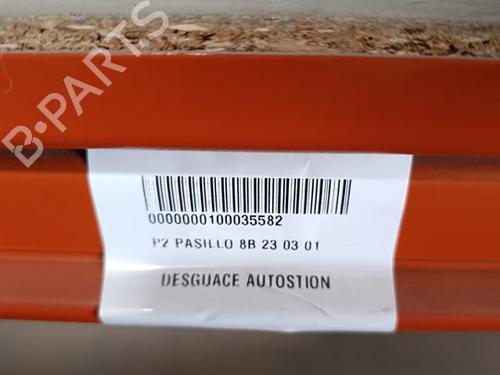 B-PARTS
0000000100035582
P2 PASILLO 8B 23 03 01
DESGUACE AUTOSTION